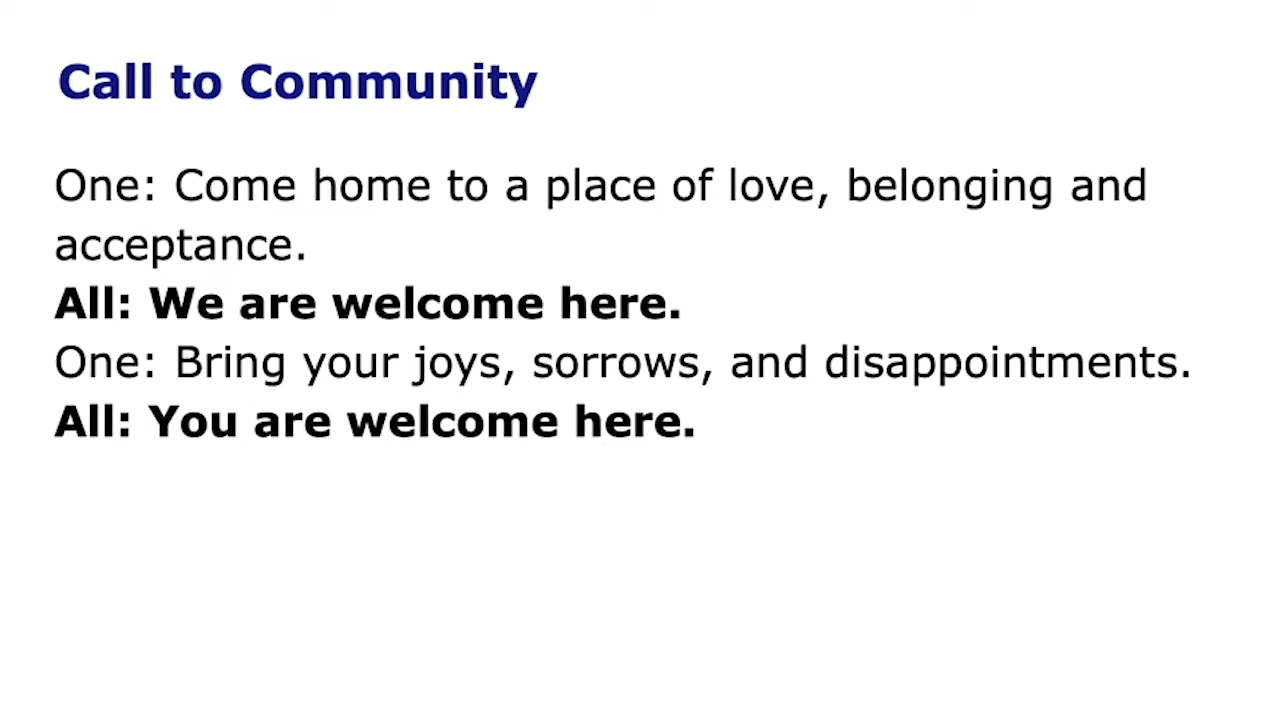 Call to Community
One: Come home to a place of love, belonging and
acceptance.
All: We are welcome here.
One: Bring your joys, sorrows, and disappointments.
All: You are welcome here.